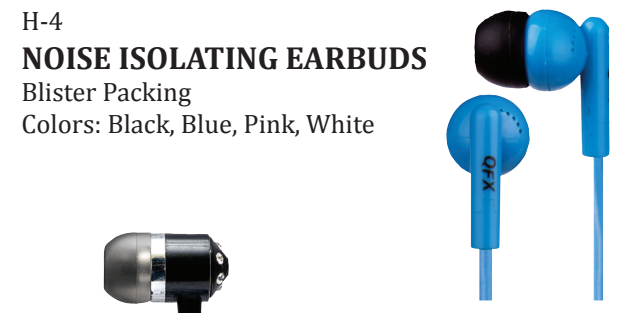 H-4
NOISE ISOLATING EARBUDS
Blister Packing
Colors: Black, Blue, Pink, White
QFX